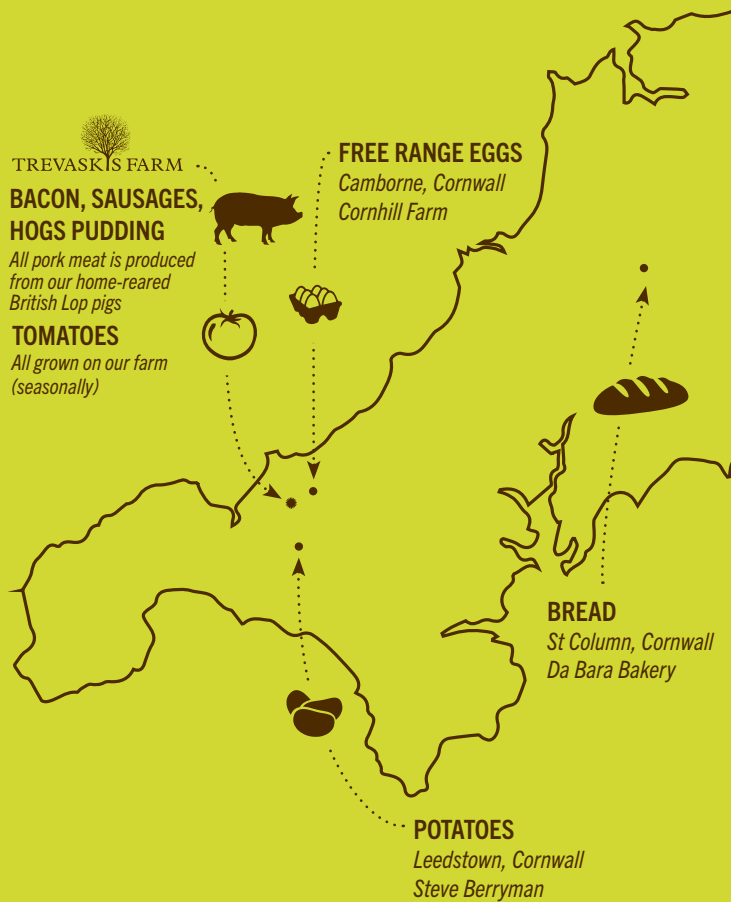 TREVASKIS FARM
BACON, SAUSAGES,
HOGS PUDDING
All pork meat is produced
from our home-reared
British Lop pigs
TOMATOES
All grown on our farm
(seasonally)
FREE RANGE EGGS
Camborne, Cornwall
Cornhill Farm
BREAD
St Column, Cornwall
Da Bara Bakery
POTATOES
Leedstown, Cornwall
Steve Berryman